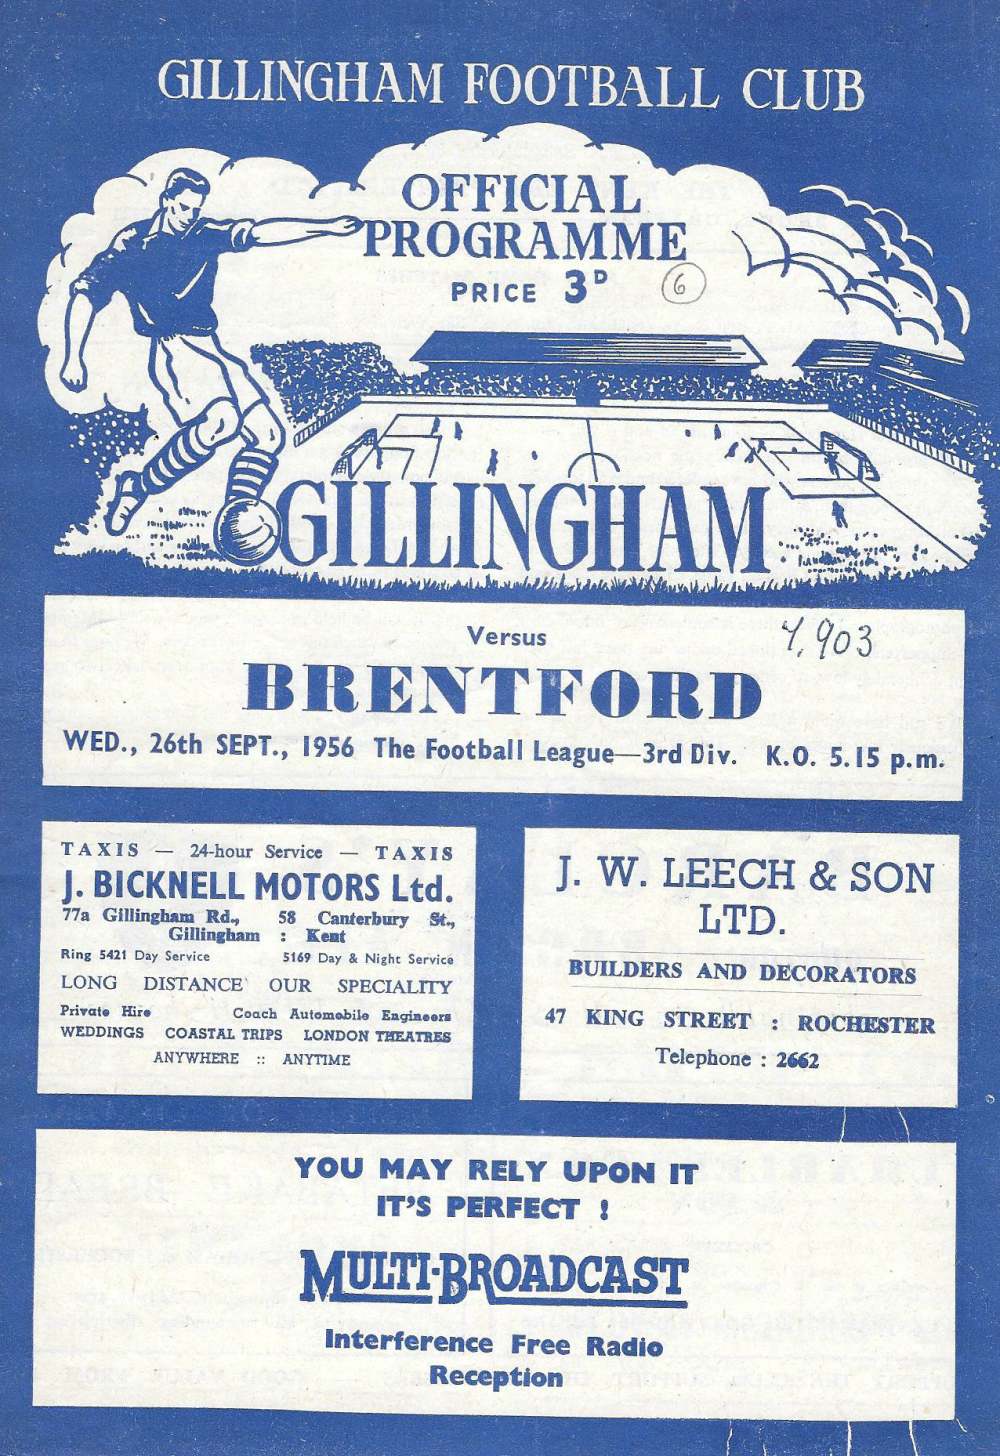 GILLINGHAM FOOTBALL CLUB
OFFICIAL
PROGRAMME
PRICE 3D
6
GILLINGHAM
Versus
4,903
BRENTFORD
WED., 26th SEPT., 1956 The Football League—3rd Div. K.O. 5.15 p.m.
TAXIS — 24-hour Service — TAXIS
J. BICKNELL MOTORS Ltd.
77a Gillingham Rd., 58 Canterbury St.,
Gillingham : Kent
Ring 5421 Day Service 5169 Day & Night Service
LONG DISTANCE OUR SPECIALITY
Private Hire Coach Automobile Engineers
WEDDINGS COASTAL TRIPS LONDON THEATRES
ANYWHERE :: ANYTIME
J. W. LEECH & SON
LTD.
BUILDERS AND DECORATORS
47 KING STREET : ROCHESTER
Telephone : 2662
YOU MAY RELY UPON IT
IT'S PERFECT !
MULTI-BROADCAST
Interference Free Radio
Reception